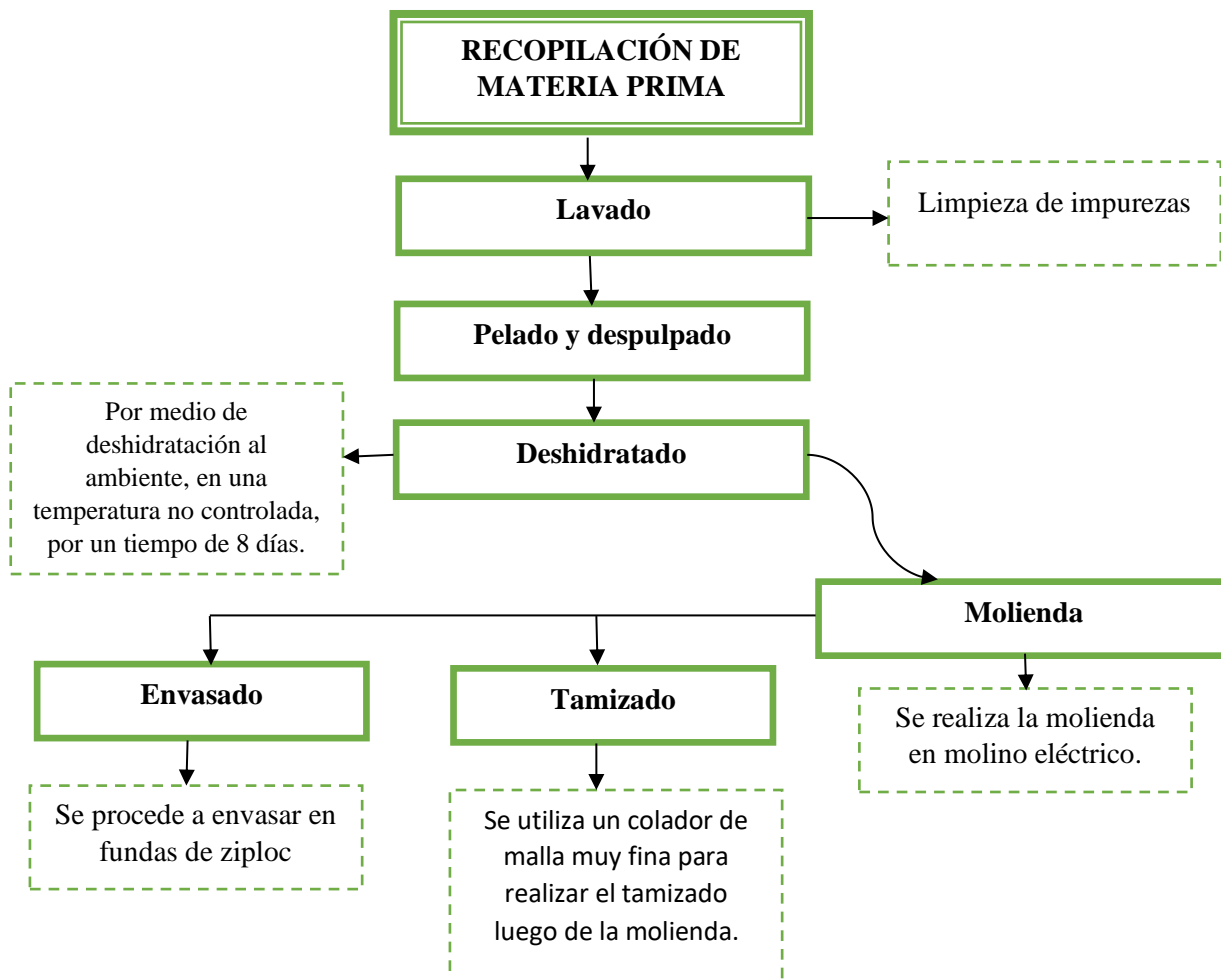 RECOPILACIÓN DE
MATERIA PRIMA
Lavado
Limpieza de impurezas
Pelado y despulpado
Por medio de
deshidratación al
ambiente, en una
temperatura no controlada,
por un tiempo de 8 días.
Deshidratado
Molienda
Envasado
Tamizado
Se realiza la molienda
en molino eléctrico.
Se procede a envasar en
fundas de ziploc
Se utiliza un colador de
malla muy fina para
realizar el tamizado
luego de la molienda.